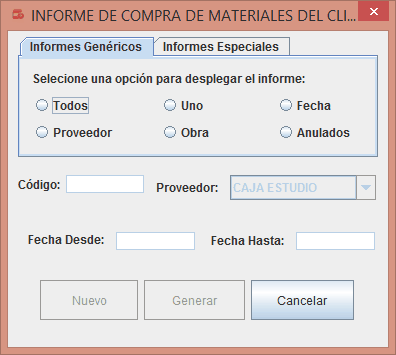 INFORME DE COMPRA DE MATERIALES DEL CLI...
Informes Genéricos Informes Especiales
Selecione una opción para desplegar el informe:
Todos Uno Fecha
Proveedor Obra Anulados
Código: Proveedor: CAJA ESTUDIO
Fecha Desde: Fecha Hasta:
Nuevo Generar Cancelar